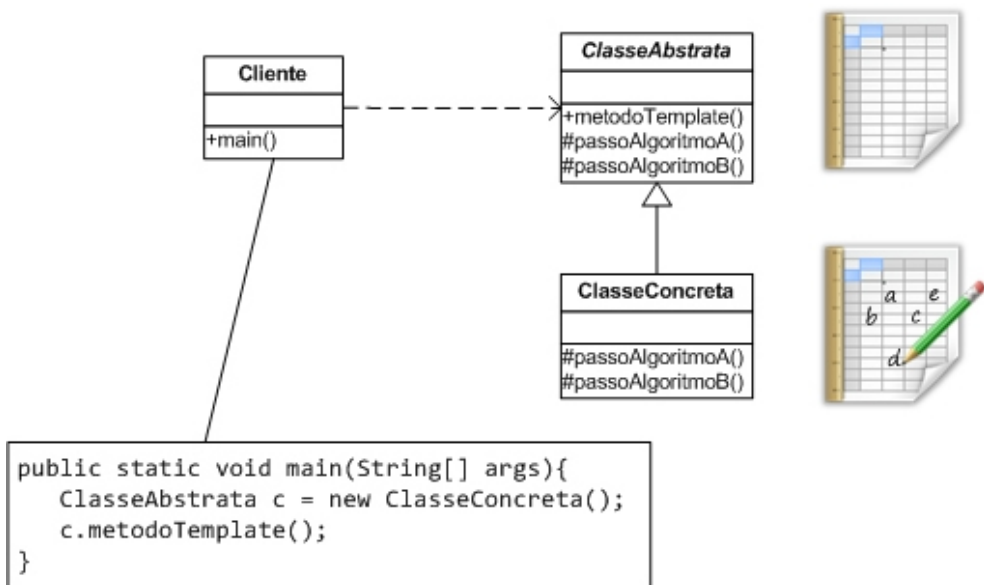 Cliente
+main()
ClasseAbstrata
+metodoTemplate()
#passoAlgoritmoA()
#passoAlgoritmoB()
ClasseConcreta
#passoAlgoritmoA()
#passoAlgoritmoB()
a e
b c
d
public static void main(String[] args){
ClasseAbstrata c = new ClasseConcreta();
c.metodoTemplate();
}